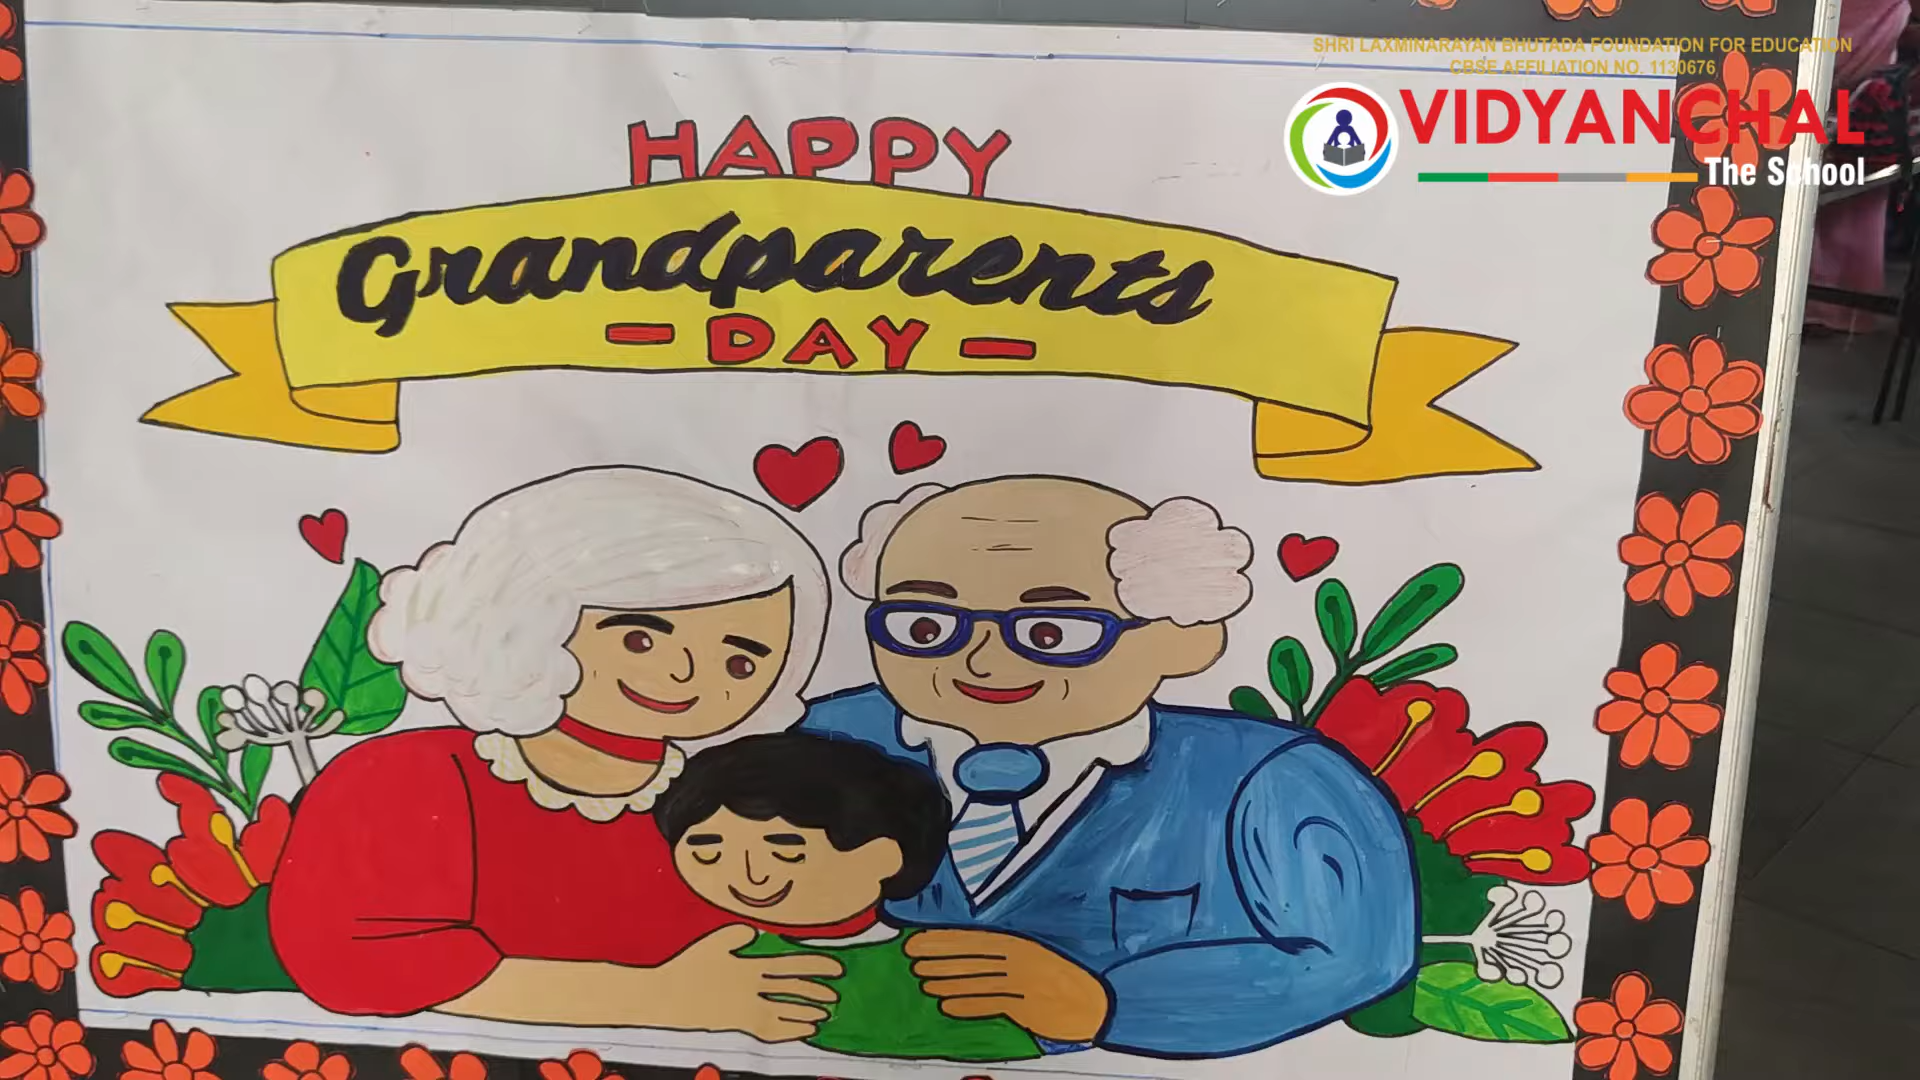 SHRI LAXMINARAYAN BHUTADA FOUNDATION FOR EDUCATION
CBSE AFFILIATION NO. 1130676
VIDYANCHAL
The School
HAPPY
Grandparents
- DAY -